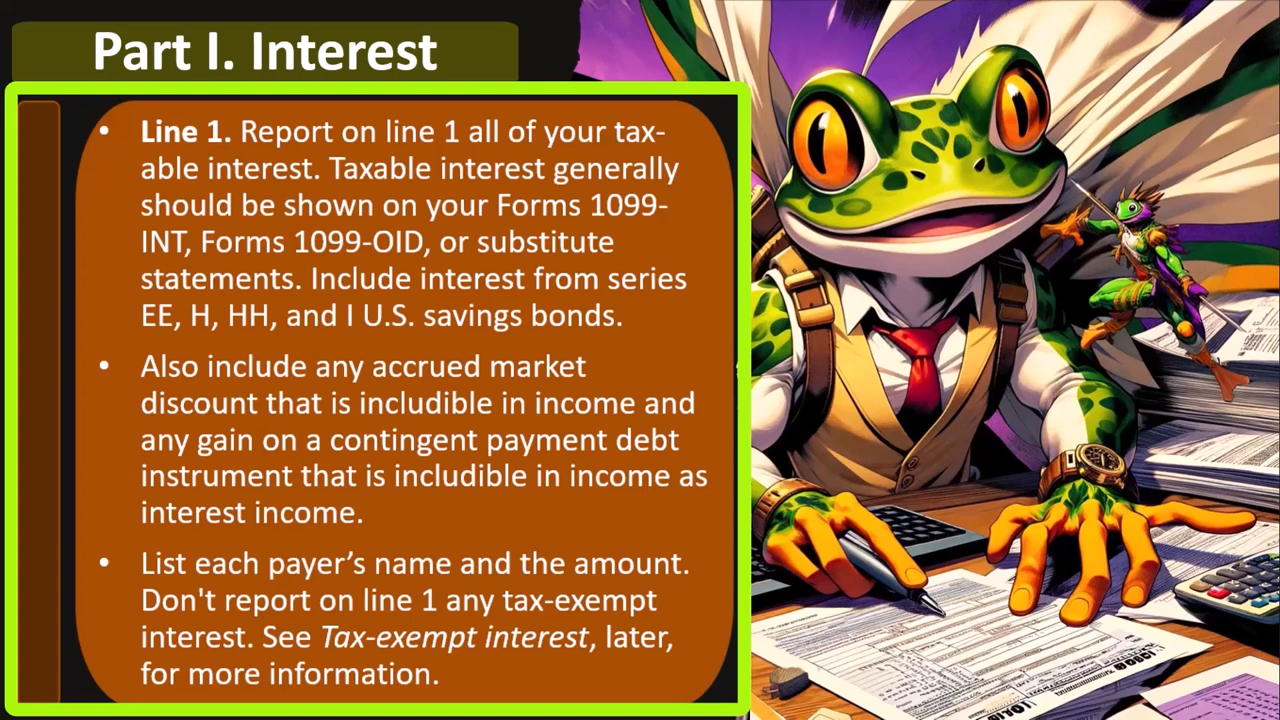 Part I. Interest
• Line 1. Report on line 1 all of your tax-
able interest. Taxable interest generally
should be shown on your Forms 1099-
INT, Forms 1099-OID, or substitute
statements. Include interest from series
EE, H, HH, and I U.S. savings bonds.
• Also include any accrued market
discount that is includible in income and
any gain on a contingent payment debt
instrument that is includible in income as
interest income.
• List each payer’s name and the amount.
Don't report on line 1 any tax-exempt
interest. See Tax-exempt interest, later,
for more information.